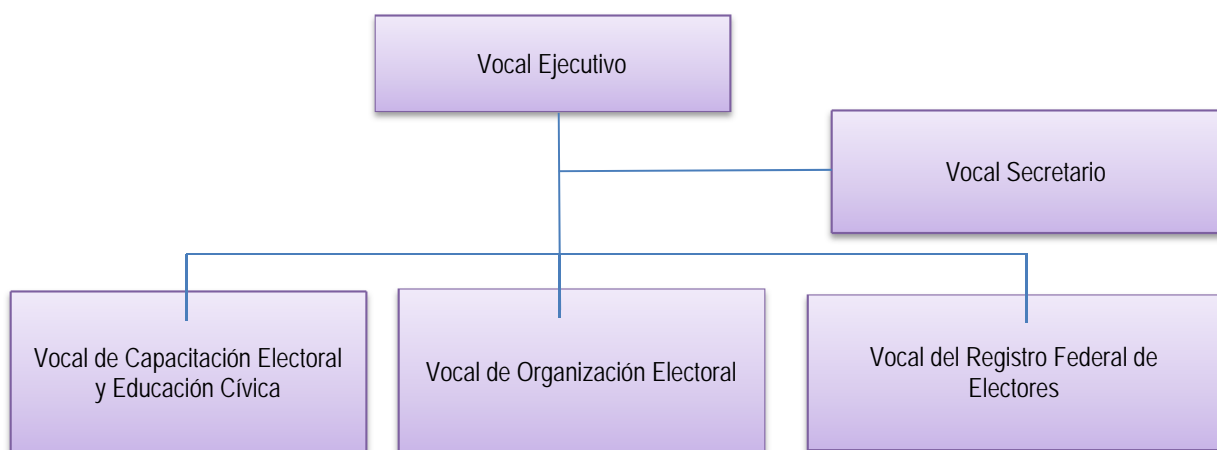 Vocal Ejecutivo
Vocal Secretario
Vocal de Capacitación Electoral
y Educación Cívica
Vocal de Organización Electoral
Vocal del Registro Federal de
Electores